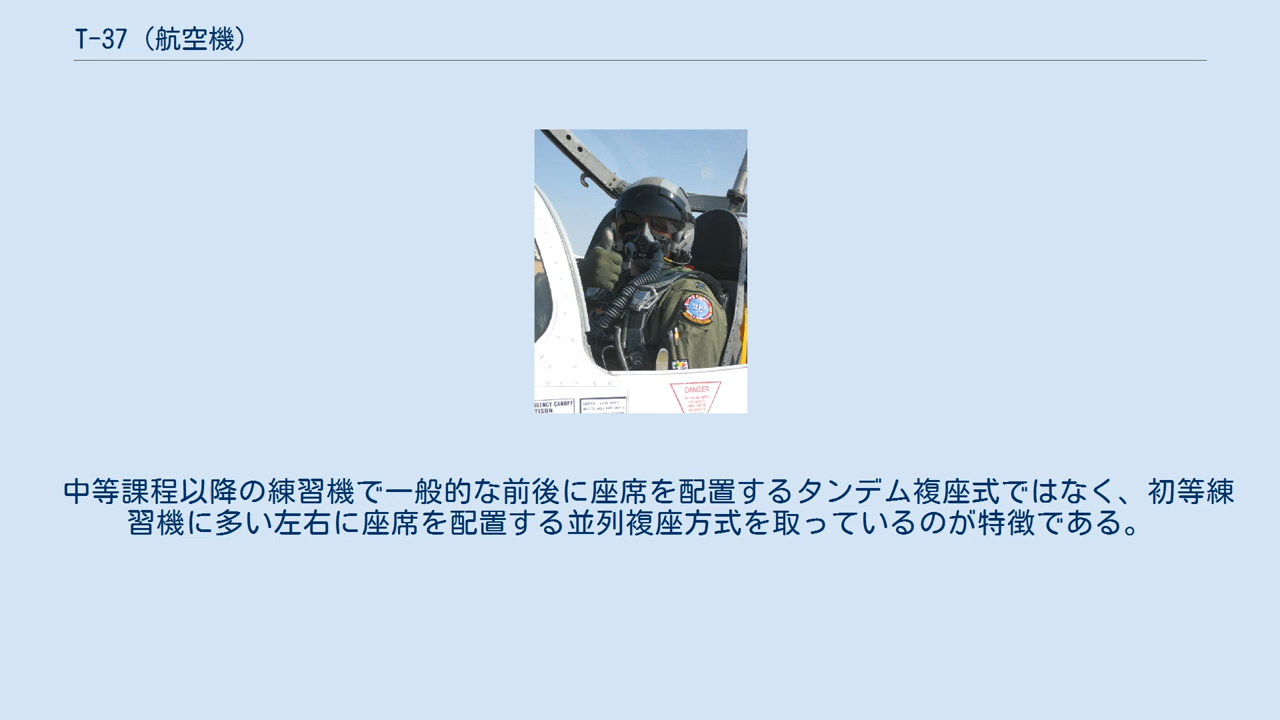 T-37（航空機）
DANGER
中等課程以降の練習機で一般的な前後に座席を配置するタンデム複座式ではなく、初等練
習機に多い左右に座席を配置する並列複座方式を取っているのが特徴である。